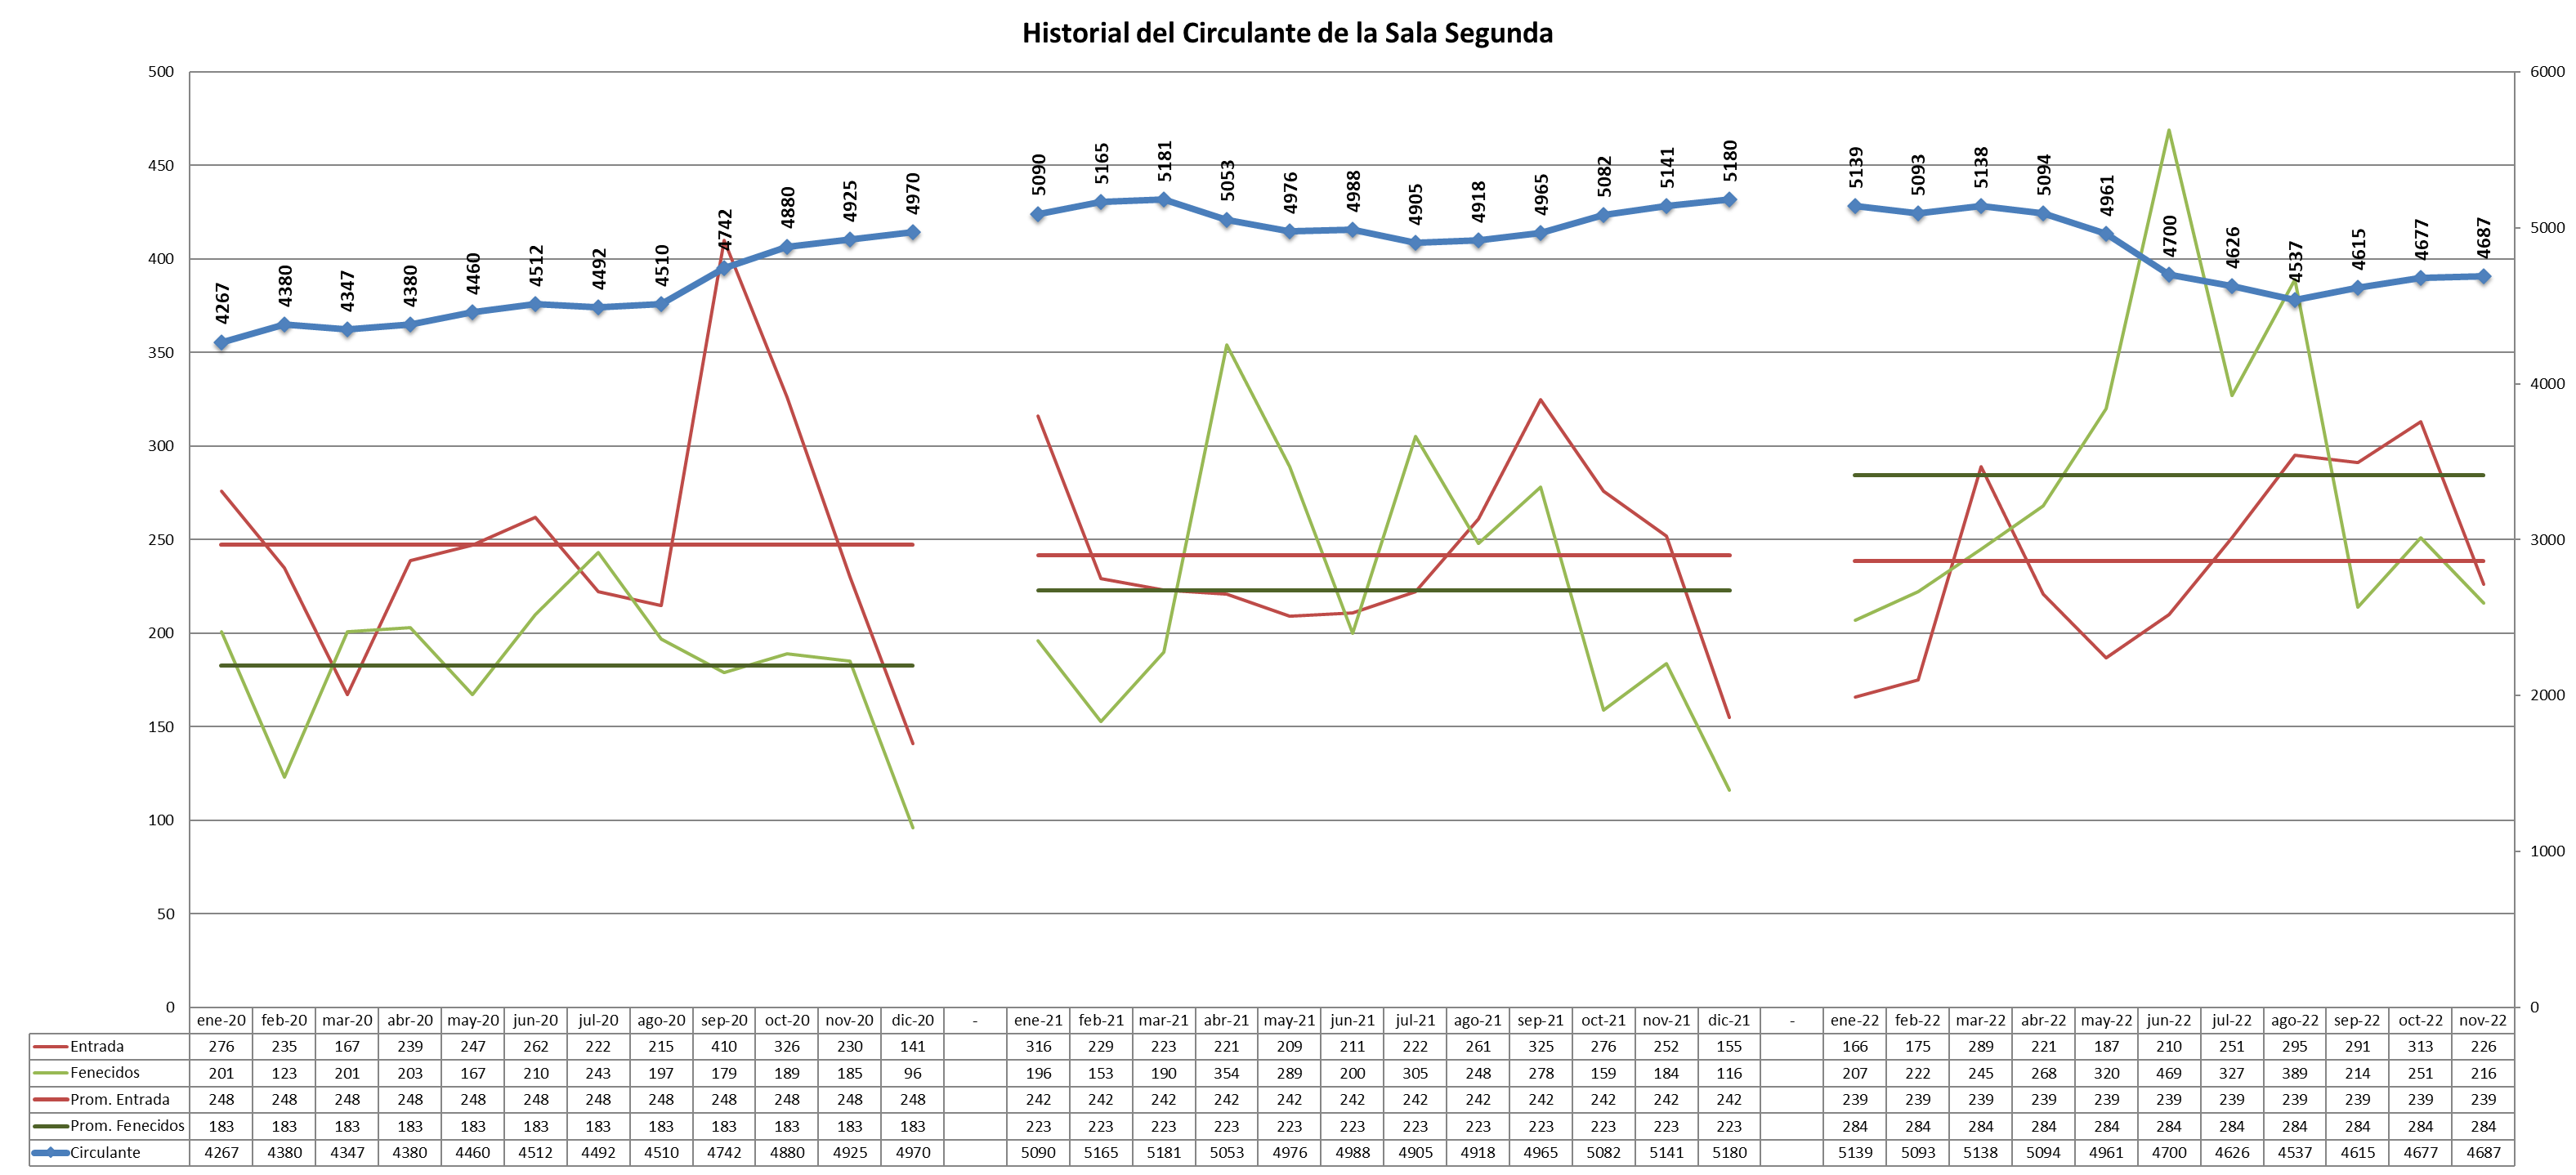 Historial del Circulante de la Sala Segunda
500 6000
450
400 5000
350
300 4000
250 3000
200
150 2000
100 1000
50
0 0
4267 4380 4347 4380 4460 4512 4492 4510 4742 4880 4925 4970 5090 5165 5181 5053 4976 4988 4905 4918 4965 5082 5141 5180 5139 5093 5138 5094 4961 4700 4626 4537 4615 4677 4687
ene-20 feb-20 mar-20 abr-20 may-20 jun-20 jul-20 ago-20 sep-20 oct-20 nov-20 dic-20 - ene-21 feb-21 mar-21 abr-21 may-21 jun-21 jul-21 ago-21 sep-21 oct-21 nov-21 dic-21 - ene-22 feb-22 mar-22 abr-22 may-22 jun-22 jul-22 ago-22 sep-22 oct-22 nov-22
Entrada 276 235 167 239 247 262 222 215 410 326 230 141 316 229 223 221 209 211 222 261 325 276 252 155 166 175 289 221 187 210 251 295 291 313 226
Fenecidos 201 123 201 203 167 210 243 197 179 189 185 96 196 153 190 354 289 200 305 248 278 159 184 116 207 222 245 268 320 469 327 389 214 251 216
Prom. Entrada 248 248 248 248 248 248 248 248 248 248 248 248 242 242 242 242 242 242 242 242 242 242 242 242 239 239 239 239 239 239 239 239 239 239 239
Prom. Fenecidos 183 183 183 183 183 183 183 183 183 183 183 183 223 223 223 223 223 223 223 223 223 223 223 223 284 284 284 284 284 284 284 284 284 284 284
Circulante 4267 4380 4347 4380 4460 4512 4492 4510 4742 4880 4925 4970 5090 5165 5181 5053 4976 4988 4905 4918 4965 5082 5141 5180 5139 5093 5138 5094 4961 4700 4626 4537 4615 4677 4687